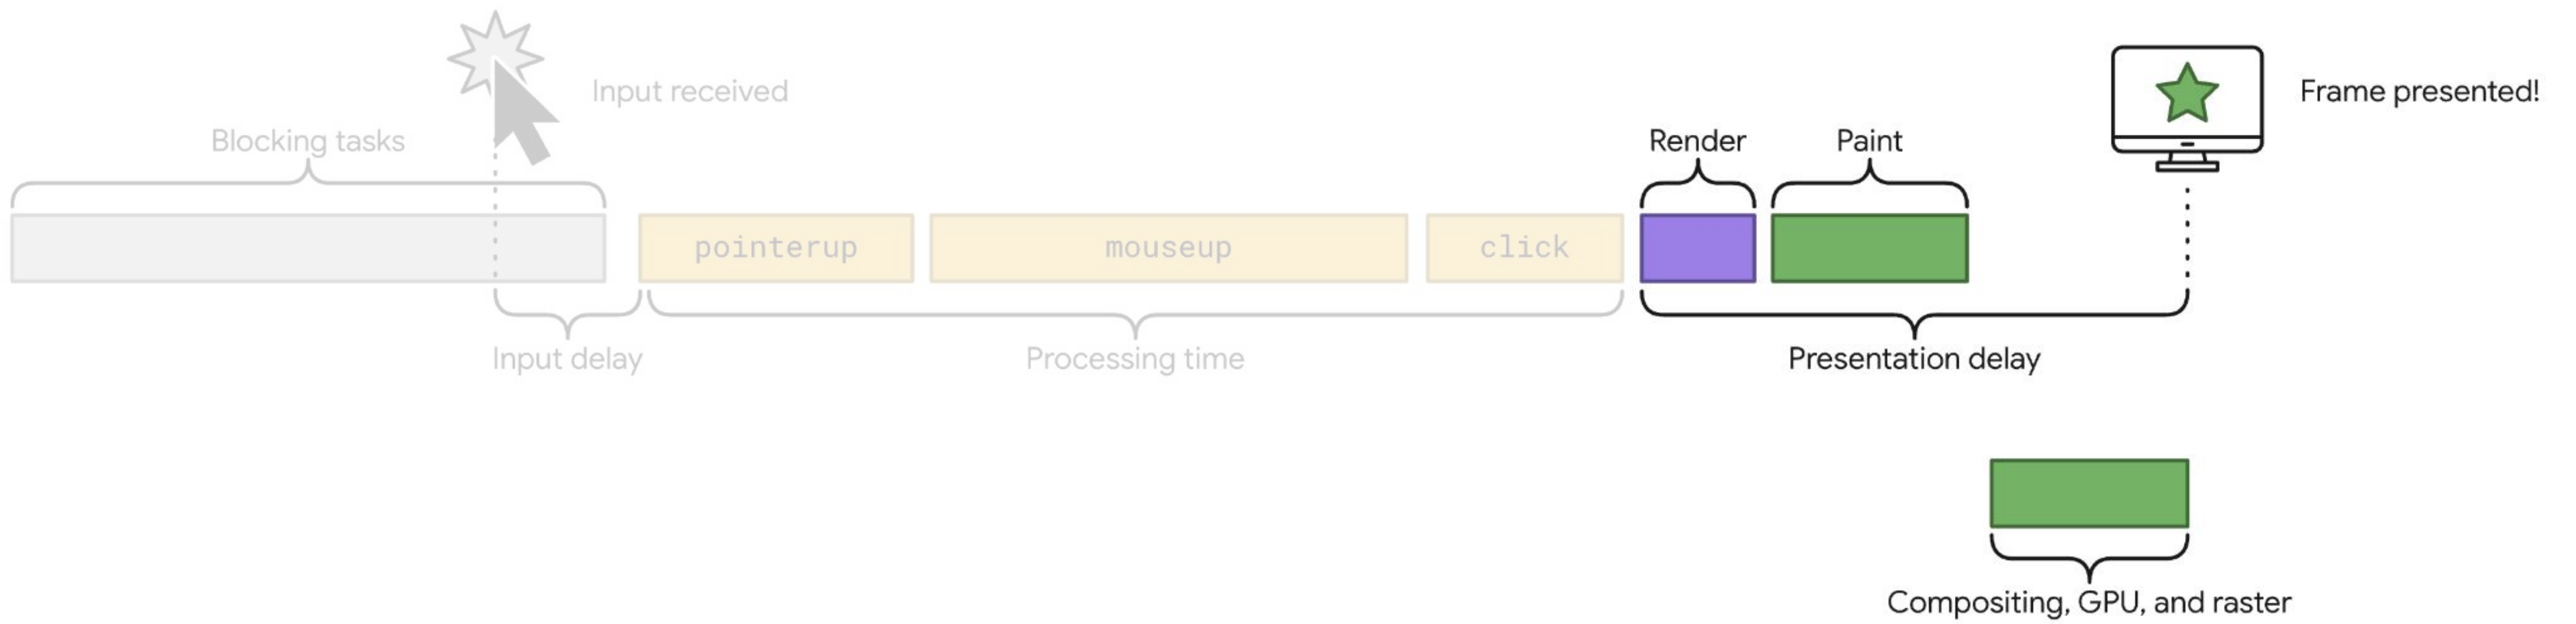 Input received
Frame presented!
Blocking tasks
Render
Paint
pointerup
mouseup
click
Input delay
Processing time
Presentation delay
Compositing, GPU, and raster